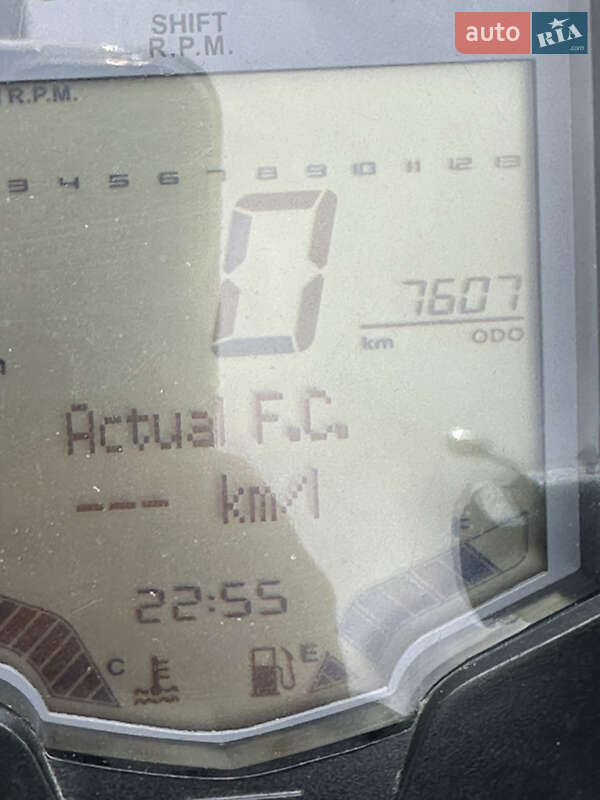 SHIFT
R.P.M.
auto RIA .com
R.P.M.
3 4 5 6 7 8 9 10 11 12 13
0
7607
km ODO
Actual F.C.
--- km/l
F
22:55
C E